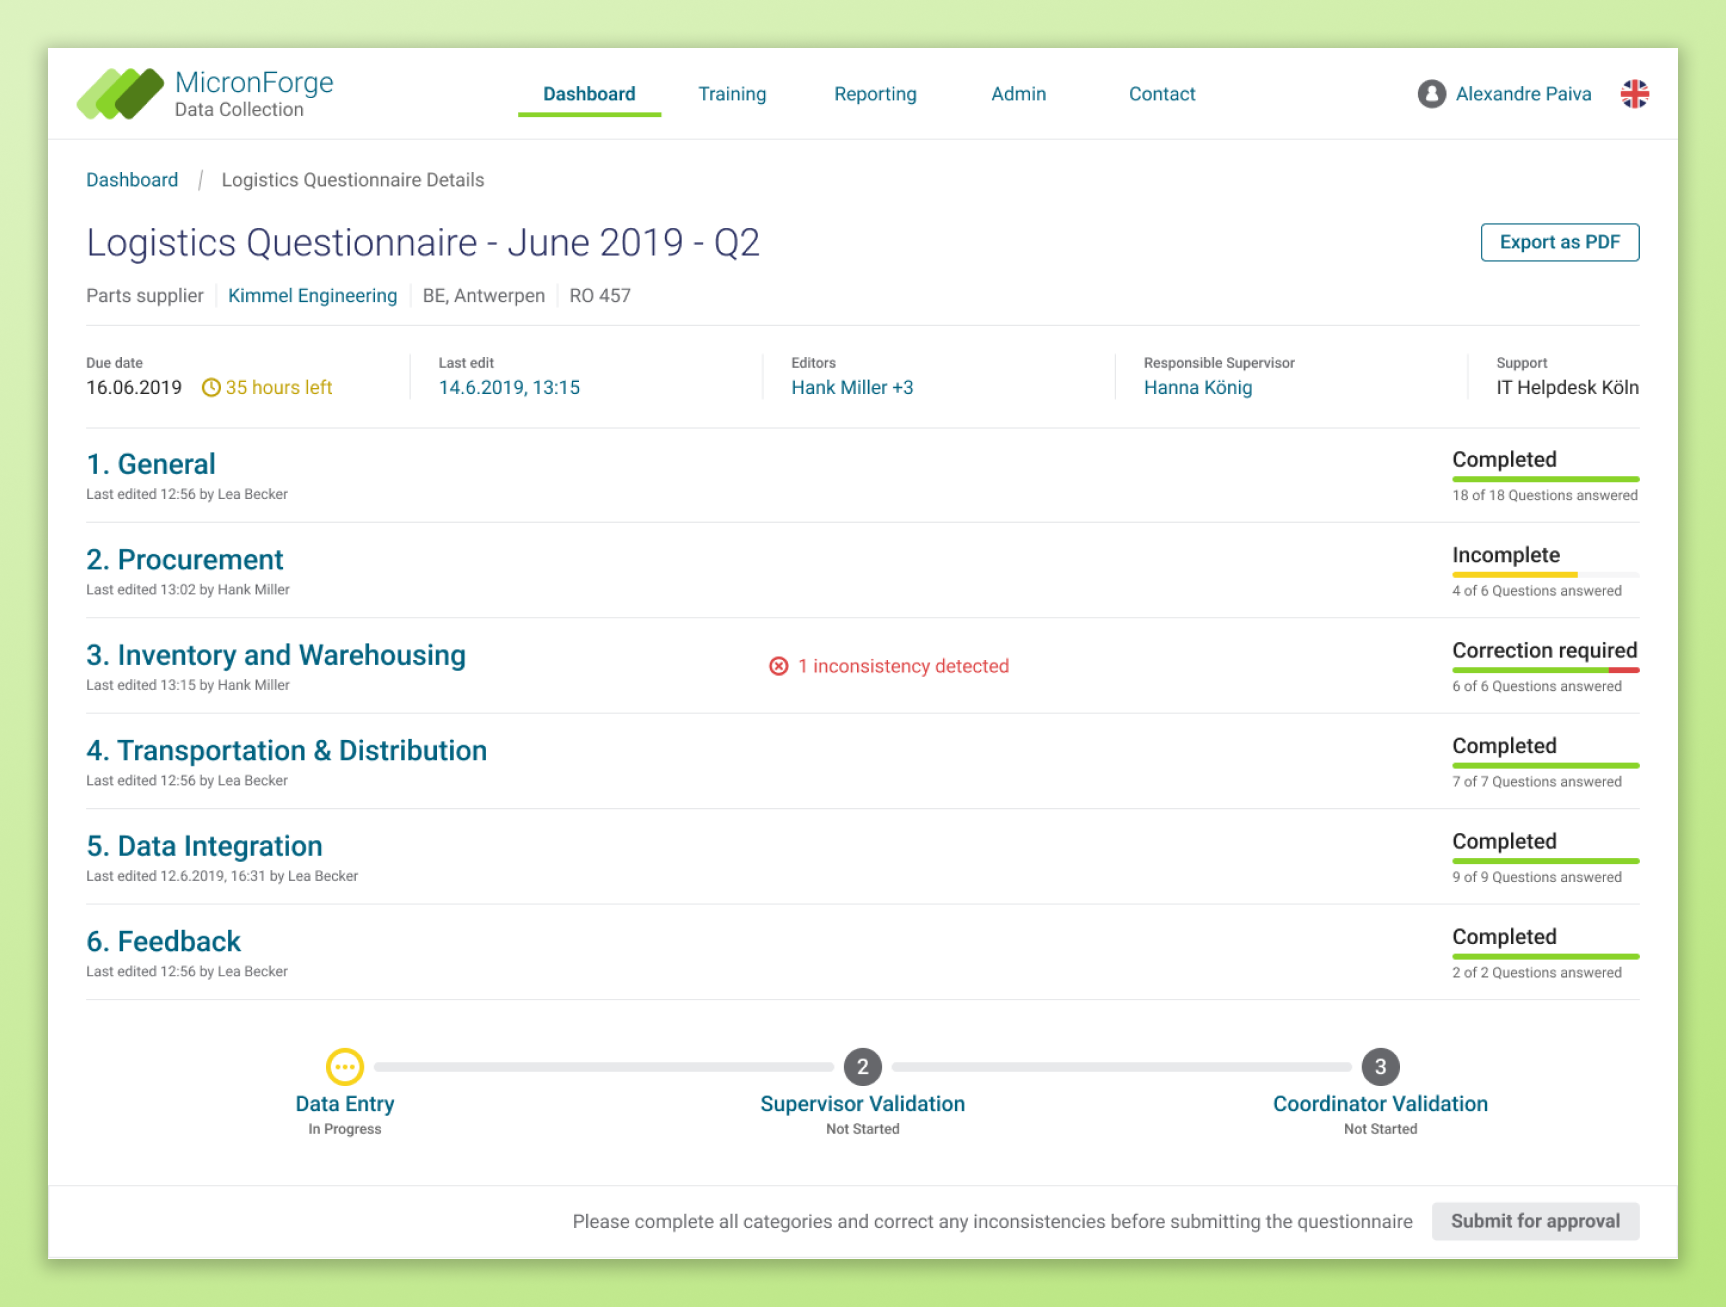 MicronForge
Data Collection
Dashboard
Training
Reporting
Admin
Contact
Alexandre Paiva
Dashboard / Logistics Questionnaire Details
Logistics Questionnaire - June 2019 - Q2
Export as PDF
Parts supplier
Kimmel Engineering
BE, Antwerpen
RO 457
Due date
16.06.2019
35 hours left
Last edit
14.6.2019, 13:15
Editors
Hank Miller +3
Responsible Supervisor
Hanna König
Support
IT Helpdesk Köln
1. General
Last edited 12:56 by Lea Becker
Completed
18 of 18 Questions answered
2. Procurement
Last edited 13:02 by Hank Miller
Incomplete
4 of 6 Questions answered
3. Inventory and Warehousing
Last edited 13:15 by Hank Miller
1 inconsistency detected
Correction required
6 of 6 Questions answered
4. Transportation & Distribution
Last edited 12:56 by Lea Becker
Completed
7 of 7 Questions answered
5. Data Integration
Last edited 12.6.2019, 16:31 by Lea Becker
Completed
9 of 9 Questions answered
6. Feedback
Last edited 12:56 by Lea Becker
Completed
2 of 2 Questions answered
Data Entry
In Progress
2
Supervisor Validation
Not Started
3
Coordinator Validation
Not Started
Please complete all categories and correct any inconsistencies before submitting the questionnaire
Submit for approval